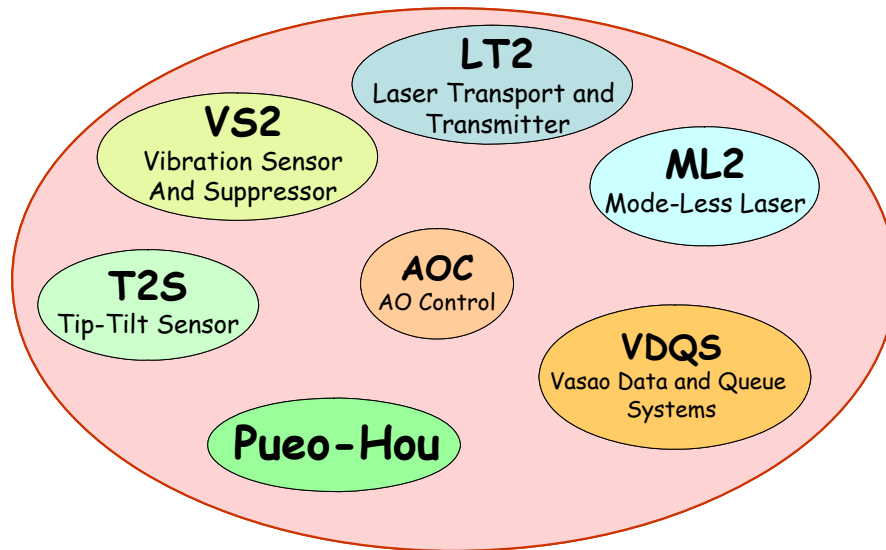 LT2
Laser Transport and
Transmitter
VS2
Vibration Sensor
And Suppressor
ML2
Mode-Less Laser
AOC
AO Control
T2S
Tip-Tilt Sensor
VDQS
Vasao Data and Queue
Systems
Pueo-Hou